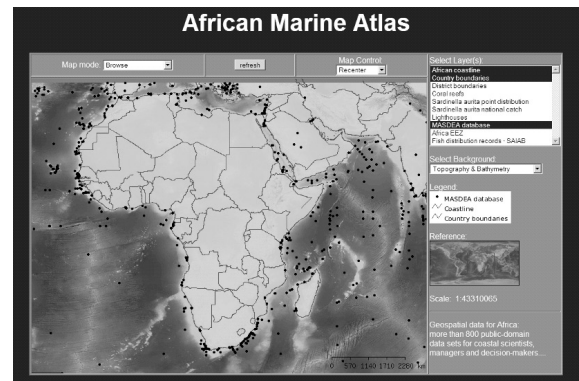 African Marine Atlas
Map mode: Browse
refresh
Map Control:
Recenter
Select Layer(s):
African coastline
Country boundaries
District boundaries
Coral reefs
Sardinella aurita point distribution
Sardinella aurita national catch
Lighthouses
MASDEA database
Africa EEZ
Fish distribution records - SAIAB
Select Background:
Topography & Bathymetry
Legend:
MASDEA database
Coastline
Country boundaries
Reference:
Scale: 1:43310065
0 570 1140 1710 2280 km
Geospatial data for Africa:
more than 800 public-domain
data sets for coastal scientists,
managers and decision-makers...